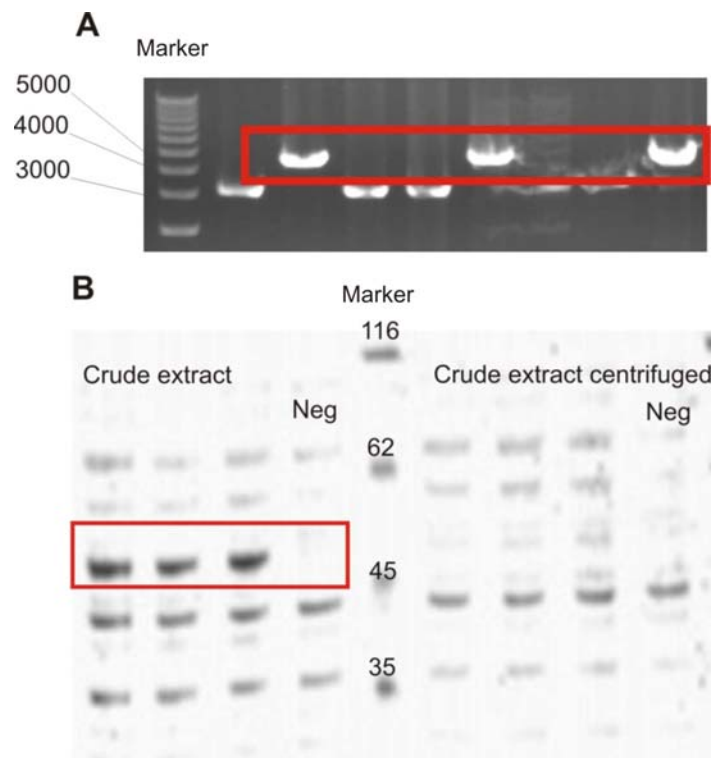 A
Marker
5000
4000
3000
B
Marker
116
Crude extract
Crude extract centrifuged
Neg
Neg
62
45
35